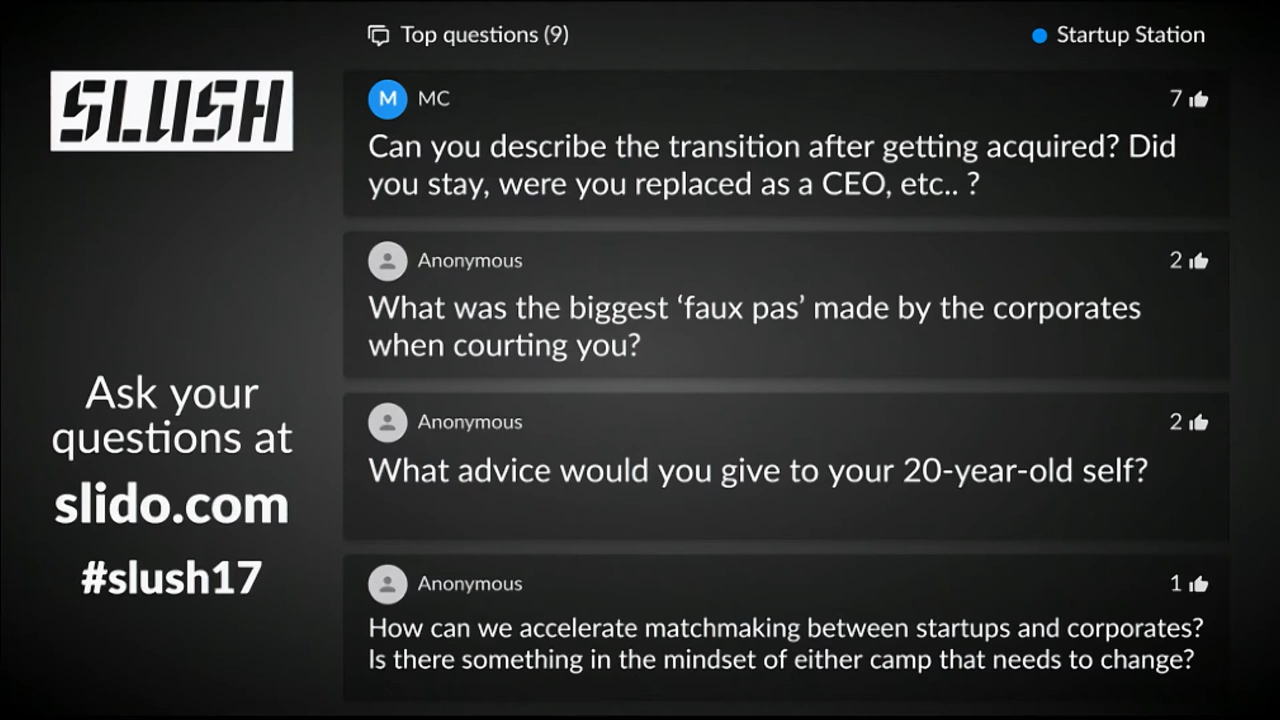 Top questions (9)
Startup Station
SLUSH
M MC
7
Can you describe the transition after getting acquired? Did
you stay, were you replaced as a CEO, etc.. ?
Anonymous
2
What was the biggest ‘faux pas’ made by the corporates
when courting you?
Anonymous
2
What advice would you give to your 20-year-old self?
Anonymous
1
How can we accelerate matchmaking between startups and corporates?
Is there something in the mindset of either camp that needs to change?
Ask your
questions at
slido.com
#slush17